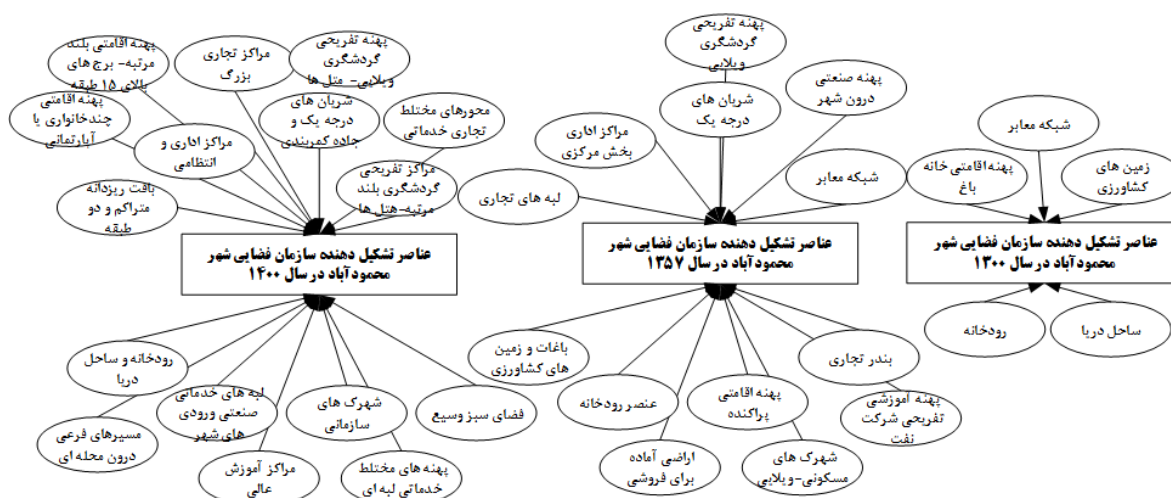 شبکه معابر
زمین های
کشاورزی
پهنه اقامتی خانه
باغ
عناصر تشکیل دهنده سازمان فضایی شهر
محمودآباد در سال ۱۳۰۰
ساحل دریا
رودخانه
پهنه تفریحی
گردشگری
ویلایی
پهنه صنعتی
درون شهر
شریان های
درجه یک
مراکز اداری
بخش مرکزی
شبکه معابر
لبه های تجاری
عناصر تشکیل دهنده سازمان فضایی شهر
محمودآباد در سال ۱۳۵۷
بندر تجاری
باغات و زمین
های کشاورزی
پهنه اقامتی
پراکنده
عنصر رودخانه
پهنه آموزشی
تفریحی شرکت
نفت
شهرک های
مسکونی-ویلایی
اراضی آماده
برای فروشی
پهنه تفریحی
گردشگری
ویلایی- متل ها
مراکز تجاری
بزرگ
پهنه اقامتی بلند
مرتبه- برج های
بالای ۱۵ طبقه
محورهای مختلط
تجاری خدماتی
شریان های
درجه یک و
جاده کمربندی
پهنه اقامتی
چندخانواری یا
آپارتمانی
مراکز اداری و
انتظامی
مراکز تفریحی
گردشگری بلند
مرتبه-هتل ها
بافت ریزدانه
متراکم و دو
طبقه
عناصر تشکیل دهنده سازمان فضایی شهر
محمودآباد در سال ۱۴۰۰
رودخانه و ساحل
دریا
لبه های خدماتی
صنعتی ورودی
های شهر
شهرک های
سازمانی
فضای سبز وسیع
مسیرهای فرعی
درون محله ای
مراکز آموزش
عالی
پهنه های مختلط
خدماتی لبه ای